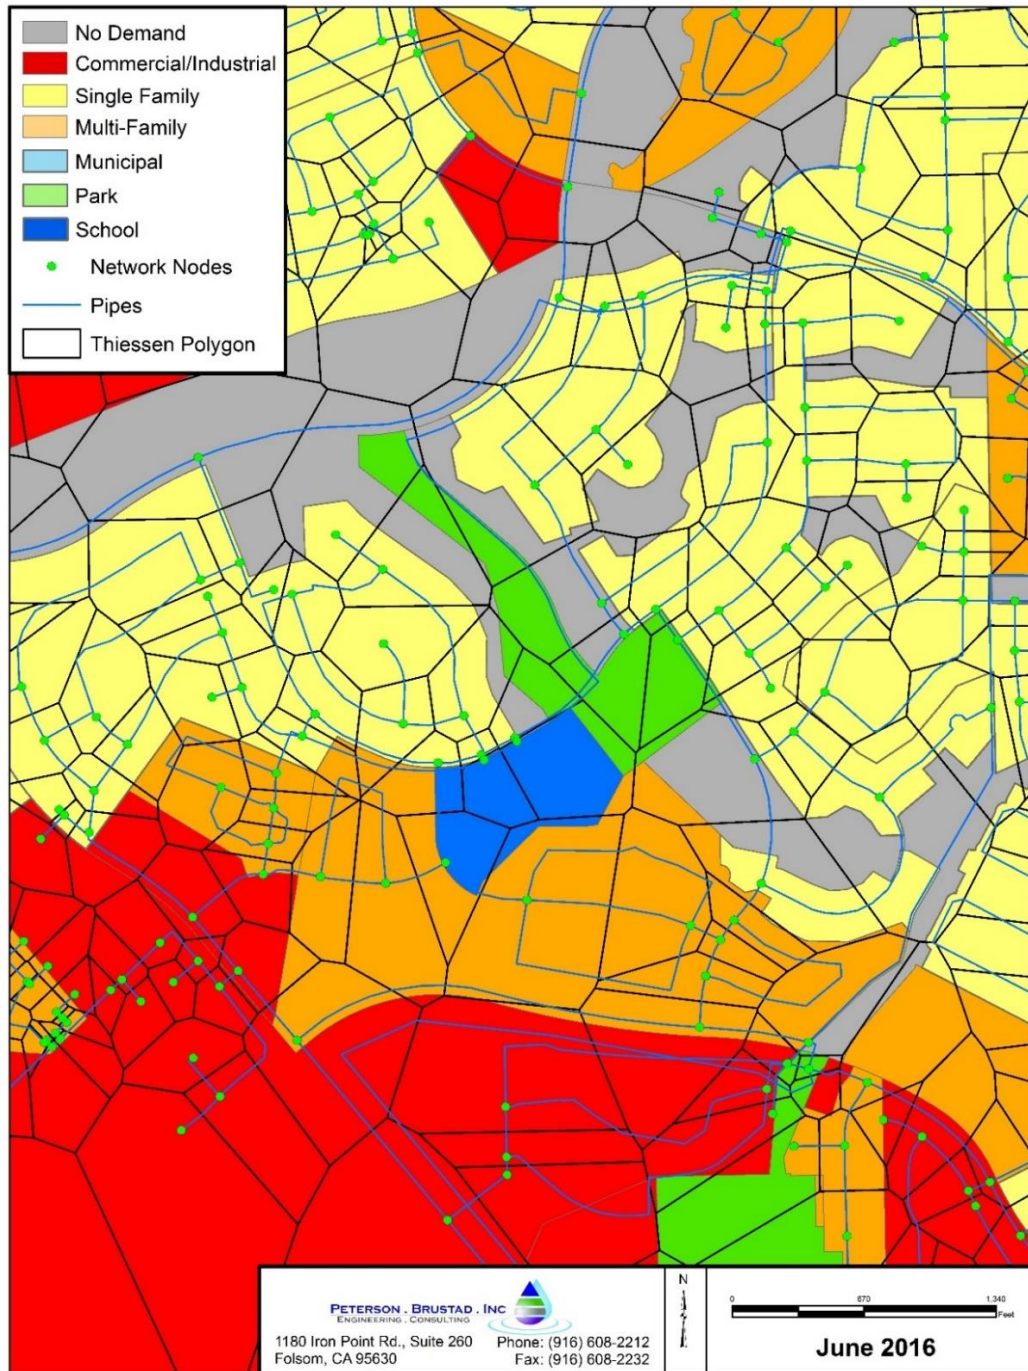 No Demand
Commercial/Industrial
Single Family
Multi-Family
Municipal
Park
School
Network Nodes
Pipes
Thiessen Polygon
PETERSON . BRUSTAD . INC
ENGINEERING . CONSULTING
1180 Iron Point Rd., Suite 260
Folsom, CA 95630
Phone: (916) 608-2212
Fax: (916) 608-2232
N
0 670 1,340
Feet
June 2016